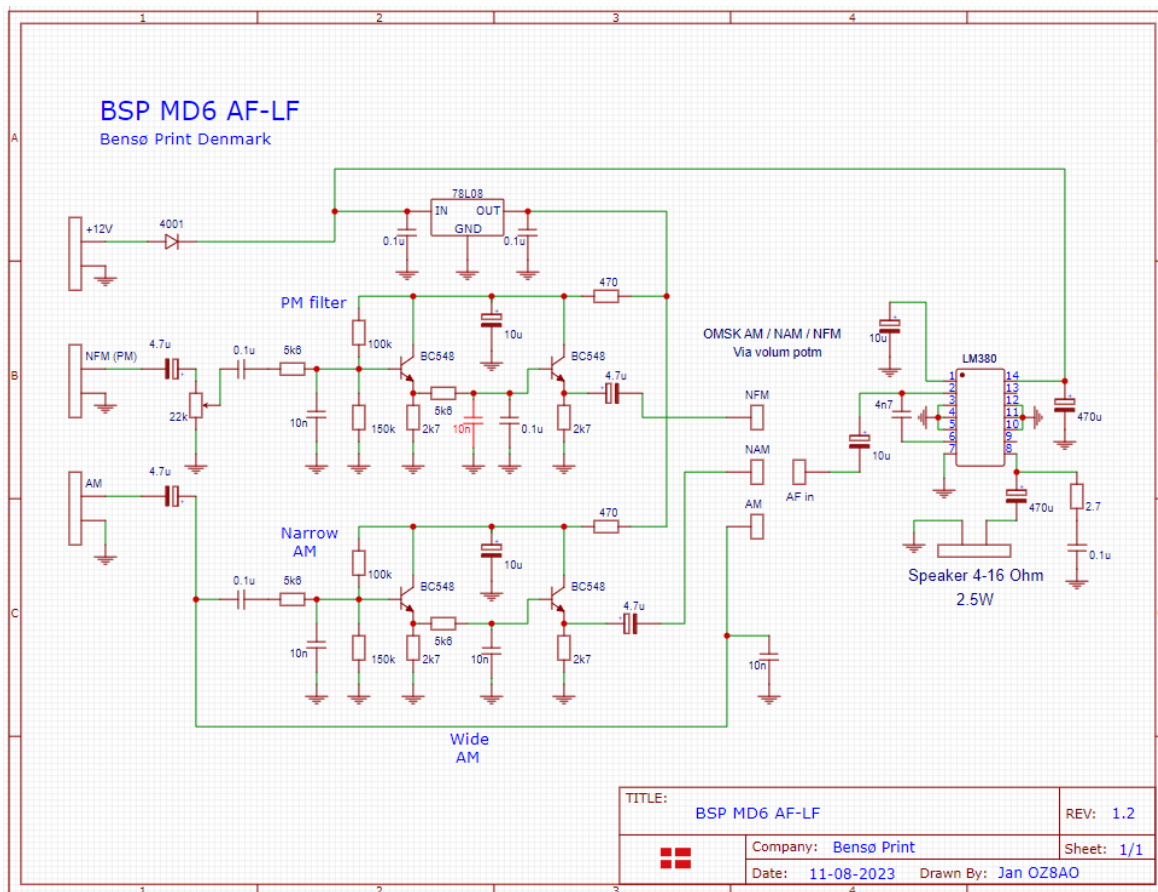 1
2
3
4
A
B
C
BSP MD6 AF-LF
Bensø Print Denmark
+12V
4001
78L08
IN
OUT
GND
0.1u
0.1u
470
PM filter
NFM (PM)
4.7u
22k
0.1u
5k6
10n
100k
150k
BC548
2k7
5k6
10n
0.1u
10u
BC548
2k7
4.7u
OMSK AM / NAM / NFM
Via volum potm
NFM
NAM
AM
AF in
10u
4n7
10u
LM380
1
2
3
4
5
6
7
14
13
12
11
10
9
8
470u
470u
2.7
0.1u
Speaker 4-16 Ohm
2.5W
AM
4.7u
Narrow
AM
0.1u
5k6
10n
100k
150k
BC548
2k7
5k6
10n
10u
470
BC548
2k7
4.7u
10n
Wide
AM
TITLE:
BSP MD6 AF-LF
REV: 1.2
Company: Bensø Print
Sheet: 1/1
Date: 11-08-2023
Drawn By: Jan OZ8AO
1
2
3
4